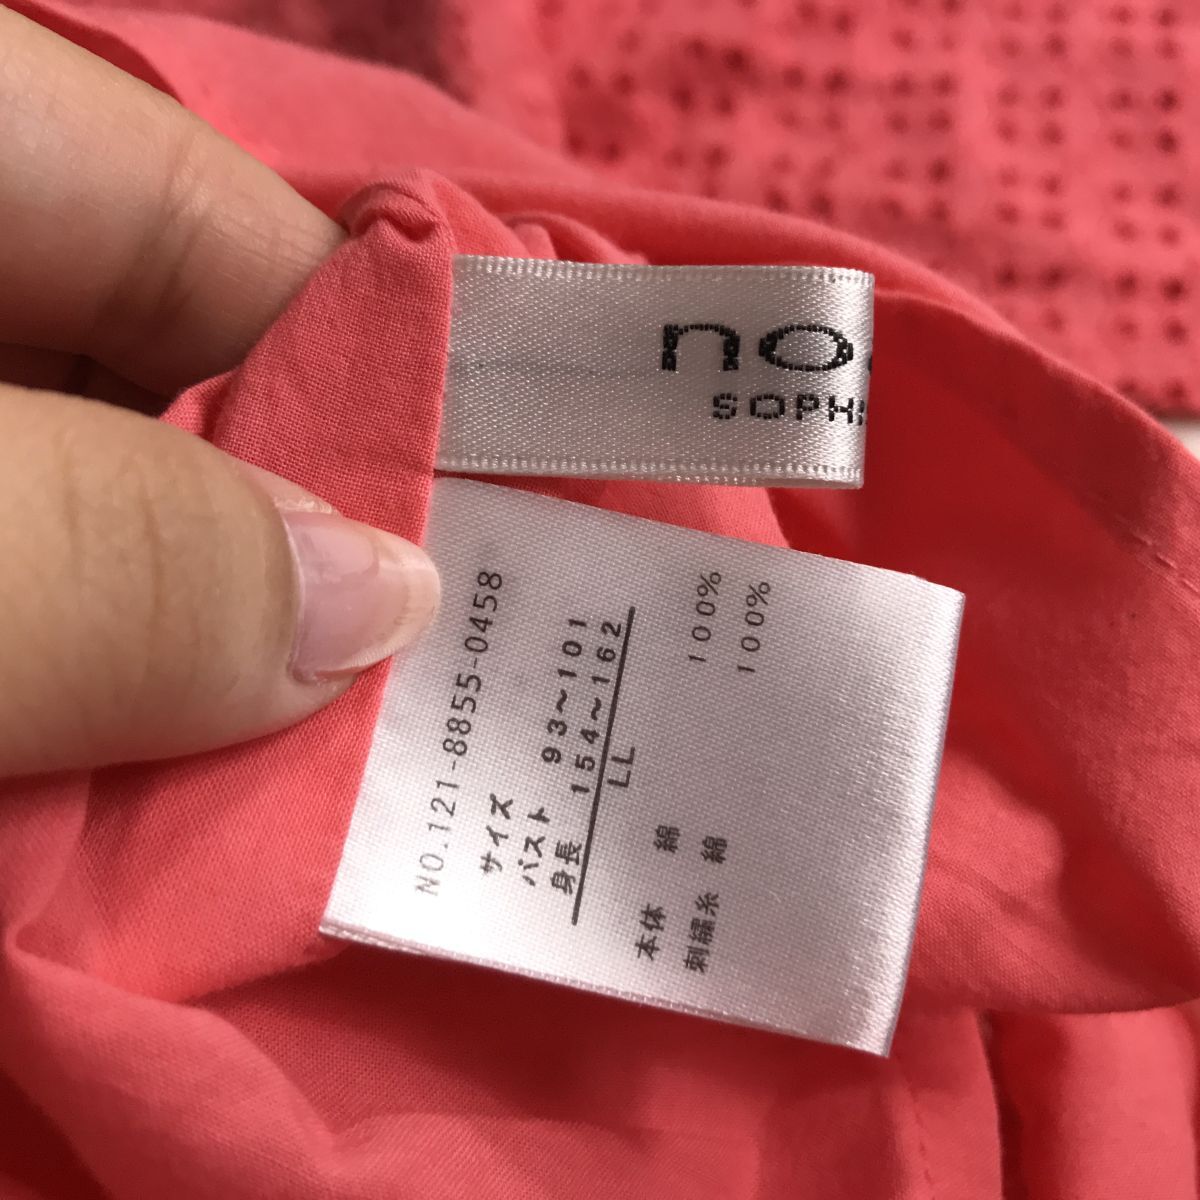 no
SOPH
NO.121-8855-0458
サイズ
バスト 93～101
身長 154～162
LL
本体 綿 100%
刺繍糸 綿 100%